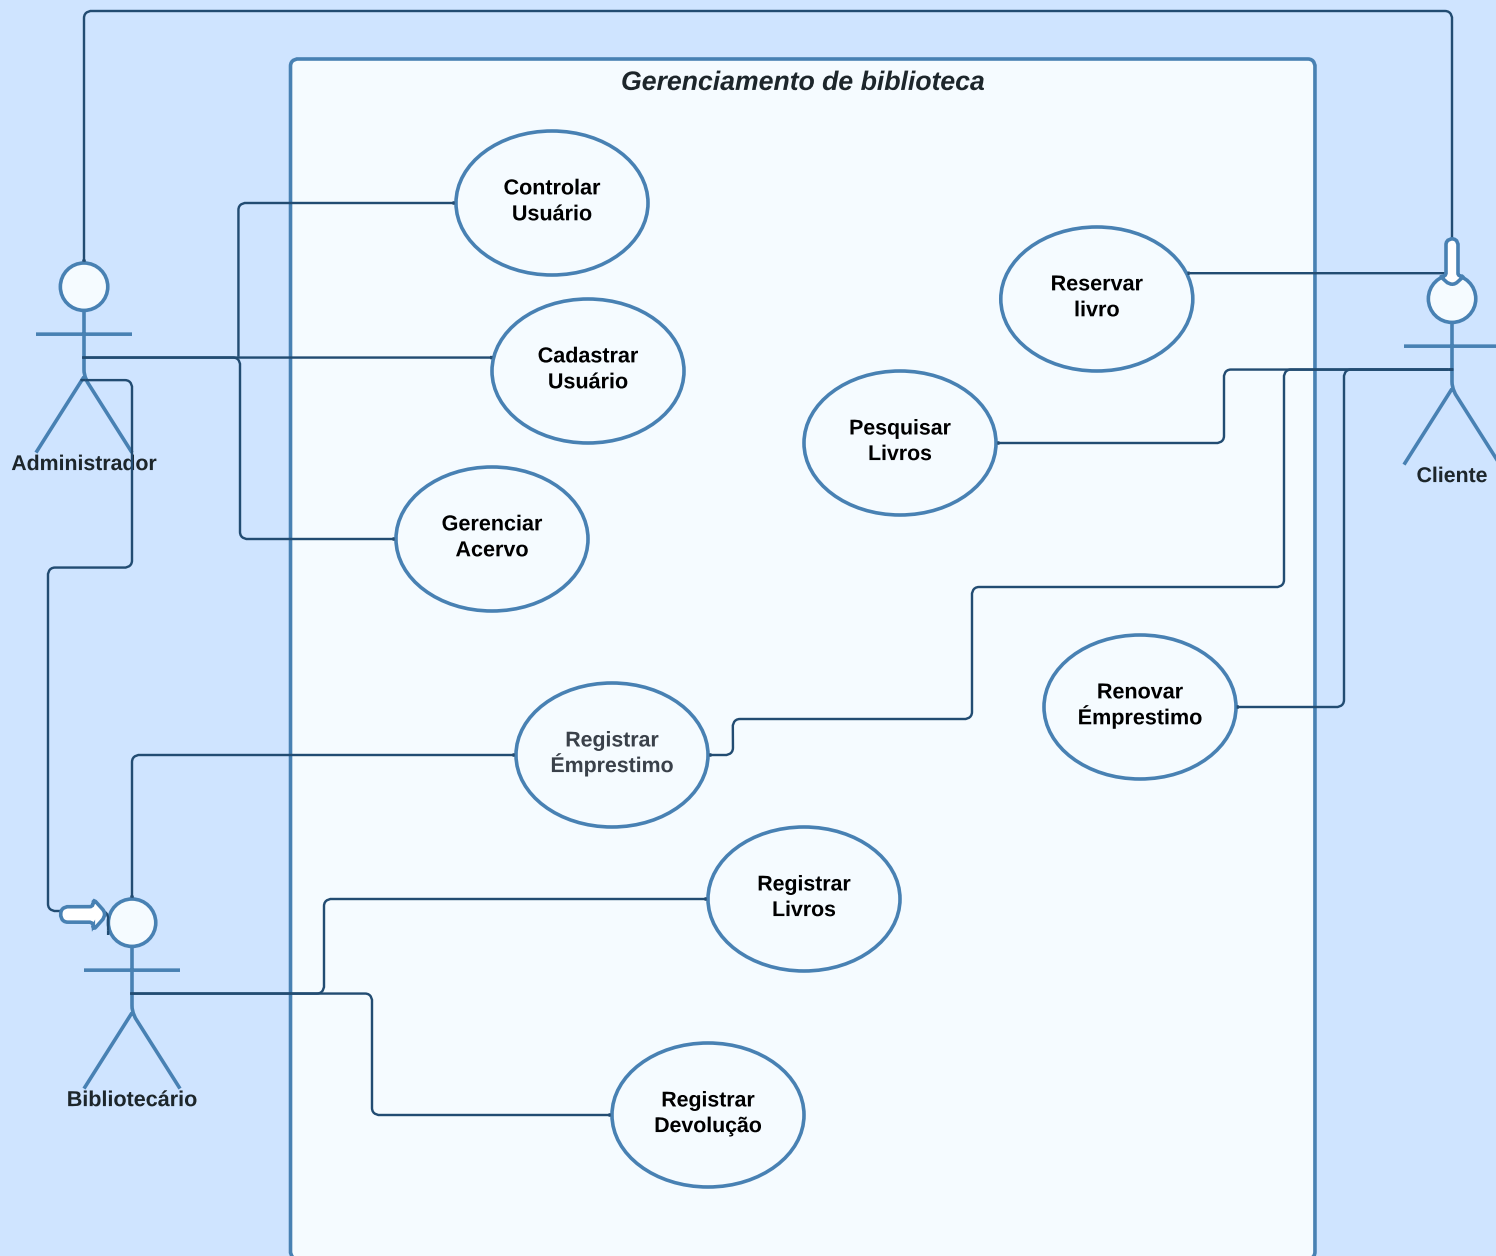 Gerenciamento de biblioteca
Controlar
Usuário
Reservar
livro
Cadastrar
Usuário
Pesquisar
Livros
Administrador
Cliente
Gerenciar
Acervo
Renovar
Émprestimo
Registrar
Émprestimo
Registrar
Livros
Bibliotecário
Registrar
Devolução